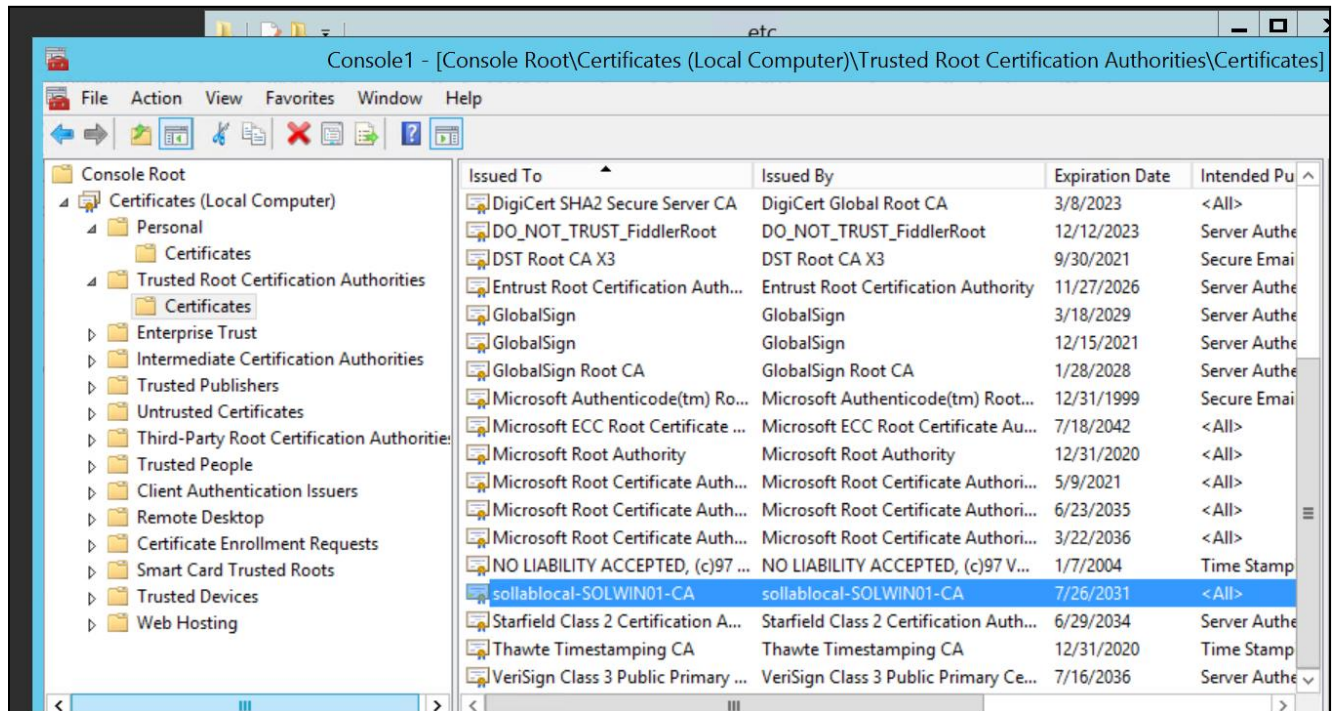 etc
Console1 - [Console Root\Certificates (Local Computer)\Trusted Root Certification Authorities\Certificates]
File Action View Favorites Window Help
Console Root
Certificates (Local Computer)
Personal
Certificates
Trusted Root Certification Authorities
Certificates
Enterprise Trust
Intermediate Certification Authorities
Trusted Publishers
Untrusted Certificates
Third-Party Root Certification Authorities
Trusted People
Client Authentication Issuers
Remote Desktop
Certificate Enrollment Requests
Smart Card Trusted Roots
Trusted Devices
Web Hosting
Issued To Issued By Expiration Date Intended Pu
DigiCert SHA2 Secure Server CA DigiCert Global Root CA 3/8/2023 <All>
DO_NOT_TRUST_FiddlerRoot DO_NOT_TRUST_FiddlerRoot 12/12/2023 Server Authe
DST Root CA X3 DST Root CA X3 9/30/2021 Secure Emai
Entrust Root Certification Auth... Entrust Root Certification Authority 11/27/2026 Server Authe
GlobalSign GlobalSign 3/18/2029 Server Authe
GlobalSign GlobalSign 12/15/2021 Server Authe
GlobalSign Root CA GlobalSign Root CA 1/28/2028 Server Authe
Microsoft Authenticode(tm) Ro... Microsoft Authenticode(tm) Root... 12/31/1999 Secure Emai
Microsoft ECC Root Certificate ... Microsoft ECC Root Certificate Au... 7/18/2042 <All>
Microsoft Root Authority Microsoft Root Authority 12/31/2020 <All>
Microsoft Root Certificate Auth... Microsoft Root Certificate Authori... 5/9/2021 <All>
Microsoft Root Certificate Auth... Microsoft Root Certificate Authori... 6/23/2035 <All>
Microsoft Root Certificate Auth... Microsoft Root Certificate Authori... 3/22/2036 <All>
NO LIABILITY ACCEPTED, (c)97 ... NO LIABILITY ACCEPTED, (c)97 V... 1/7/2004 Time Stamp
sollablocal-SOLWIN01-CA sollablocal-SOLWIN01-CA 7/26/2031 <All>
Starfield Class 2 Certification A... Starfield Class 2 Certification Auth... 6/29/2034 Server Authe
Thawte Timestamping CA Thawte Timestamping CA 12/31/2020 Time Stamp
VeriSign Class 3 Public Primary ... VeriSign Class 3 Public Primary Ce... 7/16/2036 Server Authe